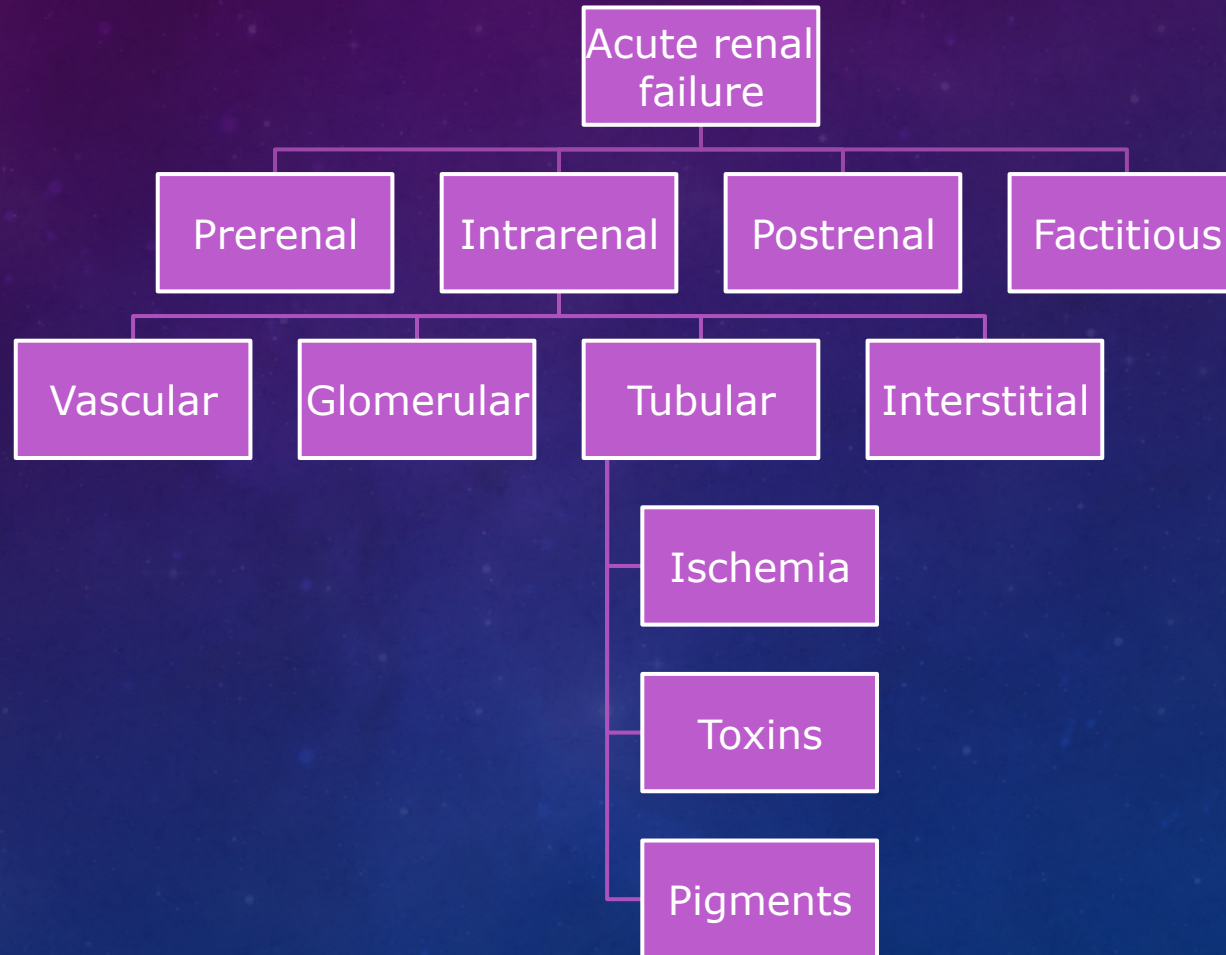 Acute renal
failure
Prerenal
Intrarenal
Postrenal
Factitious
Vascular
Glomerular
Tubular
Interstitial
Ischemia
Toxins
Pigments